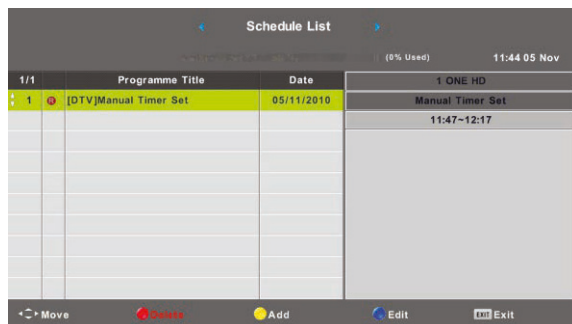 Schedule List
(0% Used) 11:44 05 Nov
1/1 Programme Title Date 1 ONE HD
1 [DTV]Manual Timer Set 05/11/2010 Manual Timer Set
11:47~12:17
Move Delete Add Edit EXIT Exit